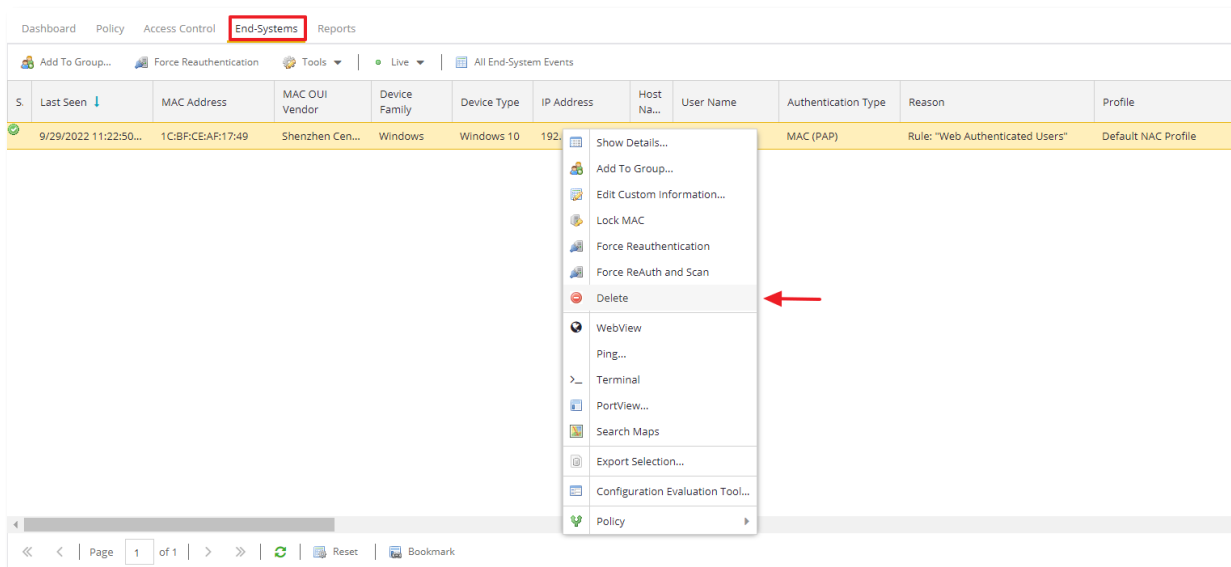 Dashboard Policy Access Control End-Systems Reports
Add To Group... Force Reauthentication Tools Live All End-System Events
S. Last Seen MAC Address MAC OUI Vendor Device Family Device Type IP Address Host Na... User Name Authentication Type Reason Profile
9/29/2022 11:22:50... 1C:BF:CE:AF:17:49 Shenzhen Cen... Windows Windows 10 192. MAC (PAP) Rule: "Web Authenticated Users" Default NAC Profile
Show Details...
Add To Group...
Edit Custom Information...
Lock MAC
Force Reauthentication
Force ReAuth and Scan
Delete
WebView
Ping...
Terminal
PortView...
Search Maps
Export Selection...
Configuration Evaluation Tool...
Policy
Page 1 of 1 Reset Bookmark